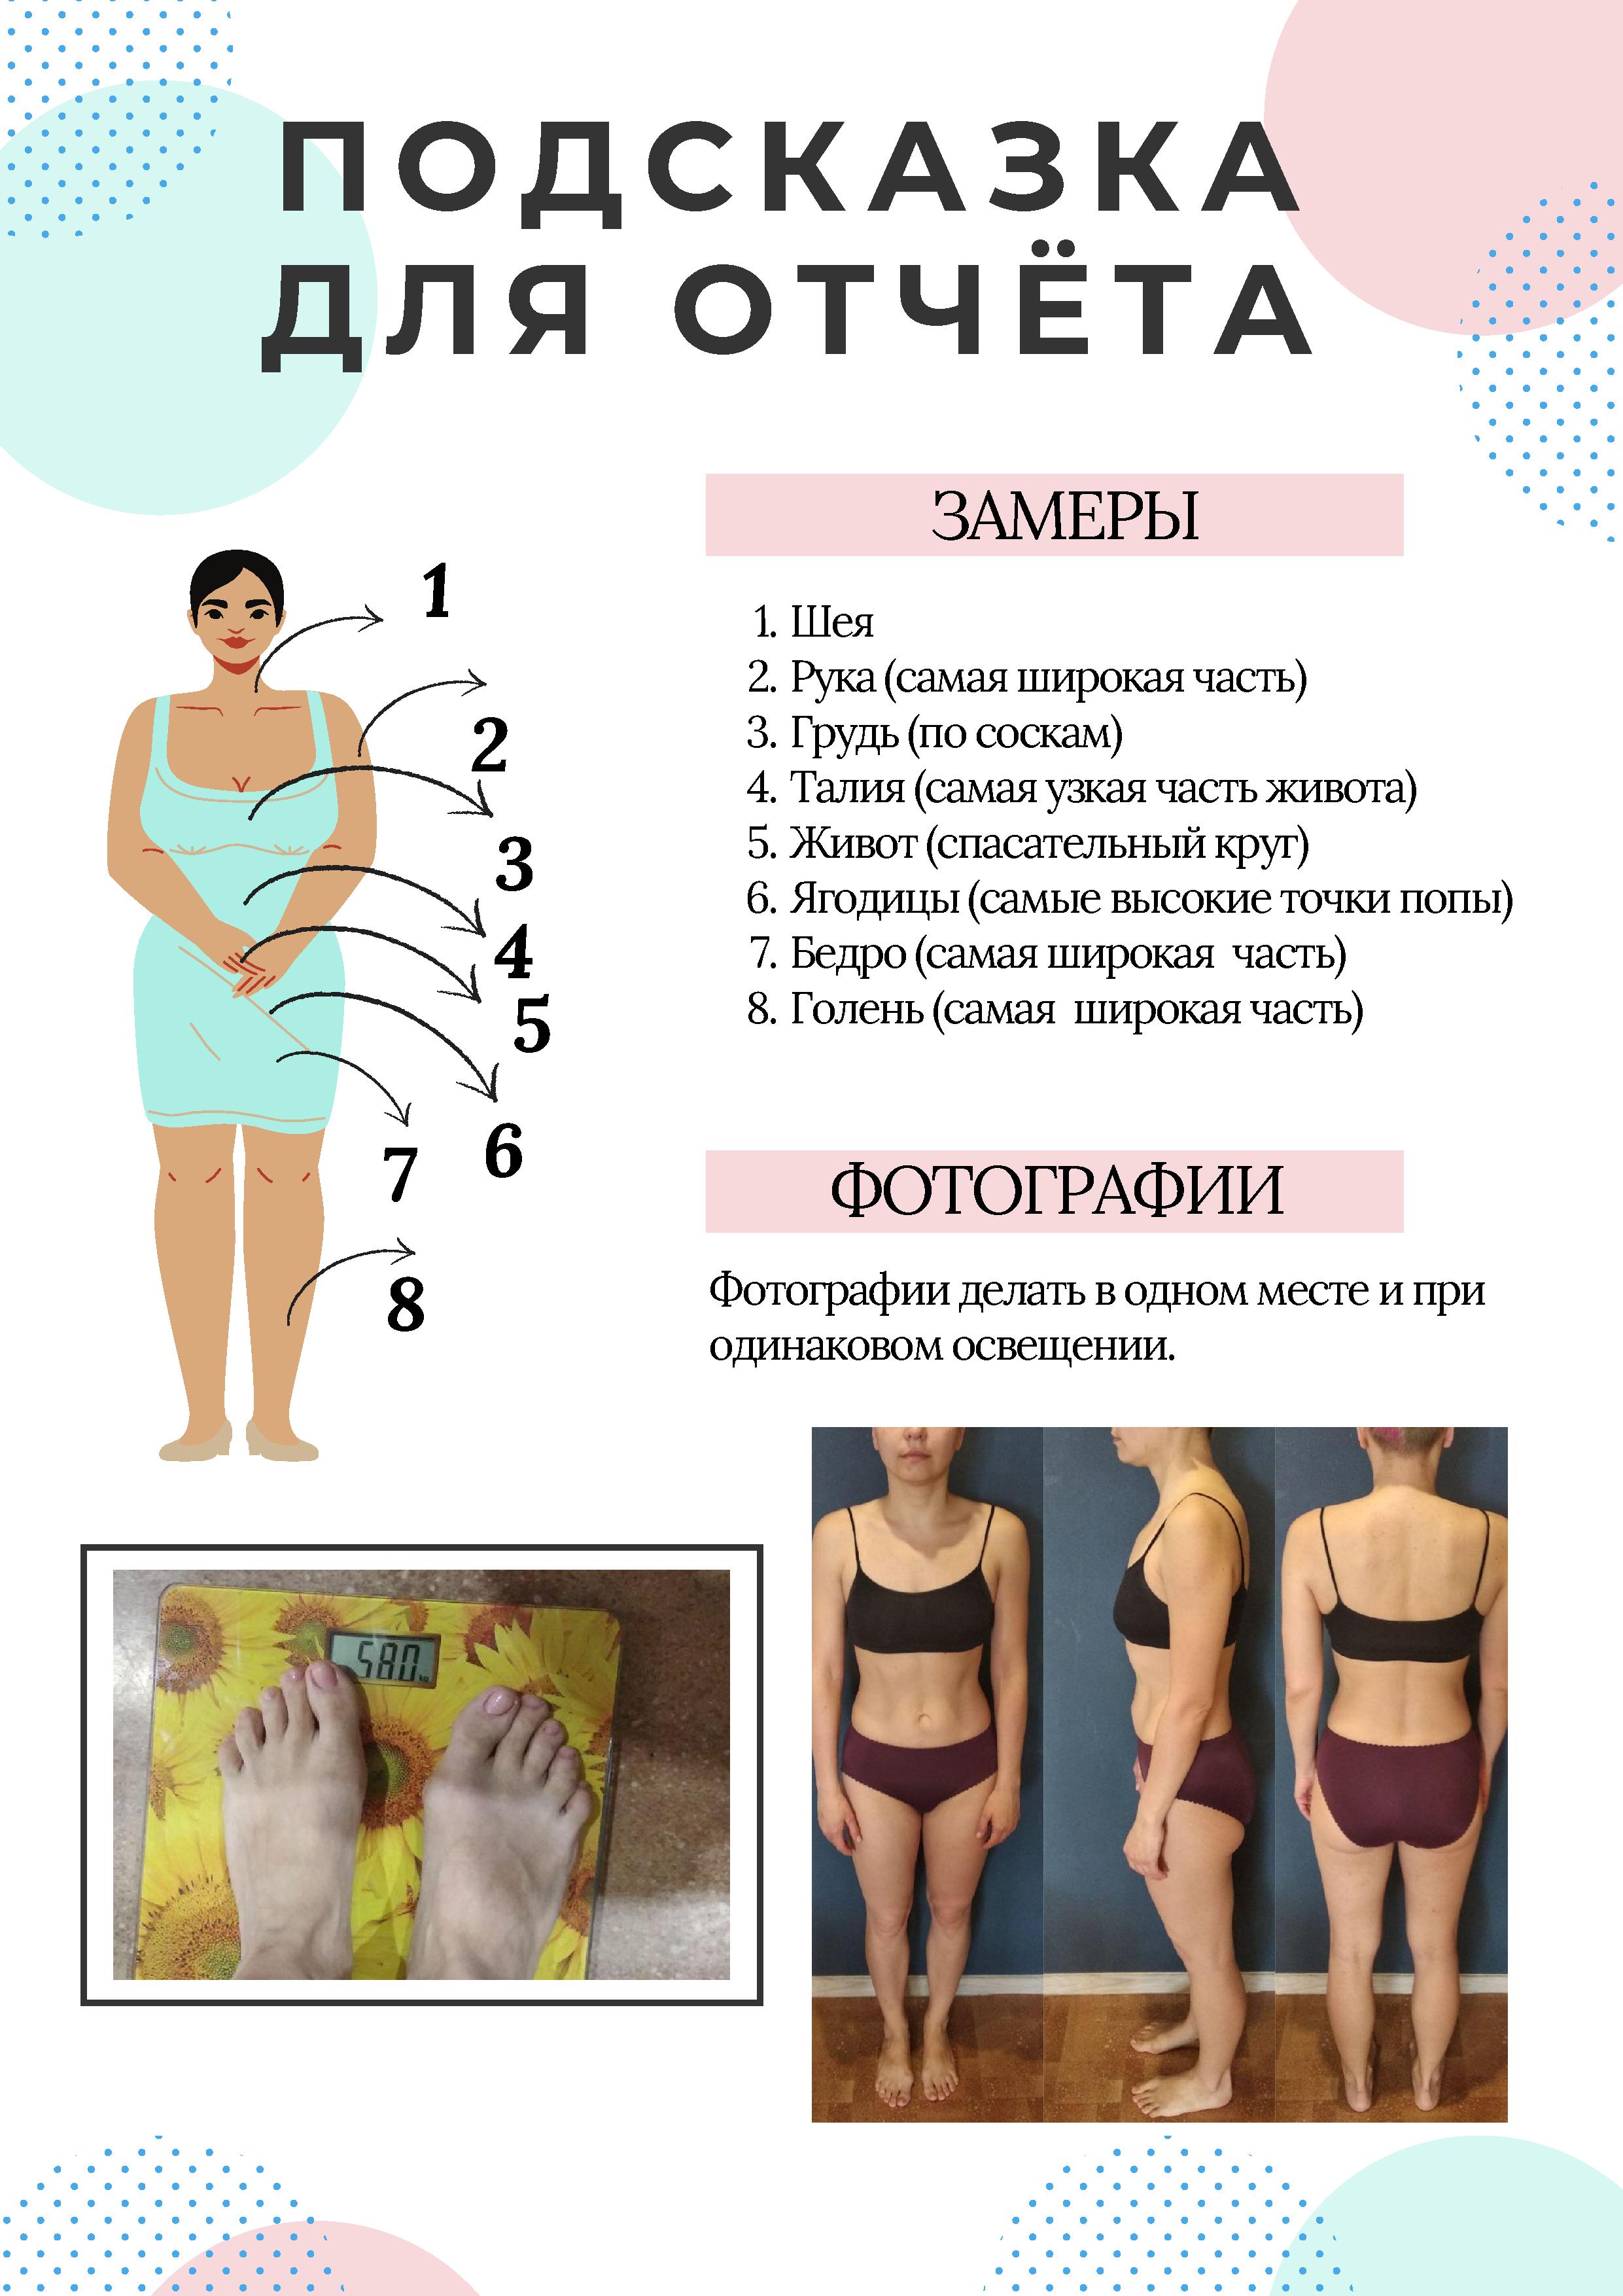 ПОДСКАЗКА
ДЛЯ ОТЧЁТА
ЗАМЕРЫ
1. Шея
2. Рука (самая широкая часть)
3. Грудь (по соскам)
4. Талия (самая узкая часть живота)
5. Живот (спасательный круг)
6. Ягодицы (самые высокие точки попы)
7. Бедро (самая широкая часть)
8. Голень (самая широкая часть)
1
2
3
4
5
6
7
8
ФОТОГРАФИИ
Фотографии делать в одном месте и при
одинаковом освещении.
58.0